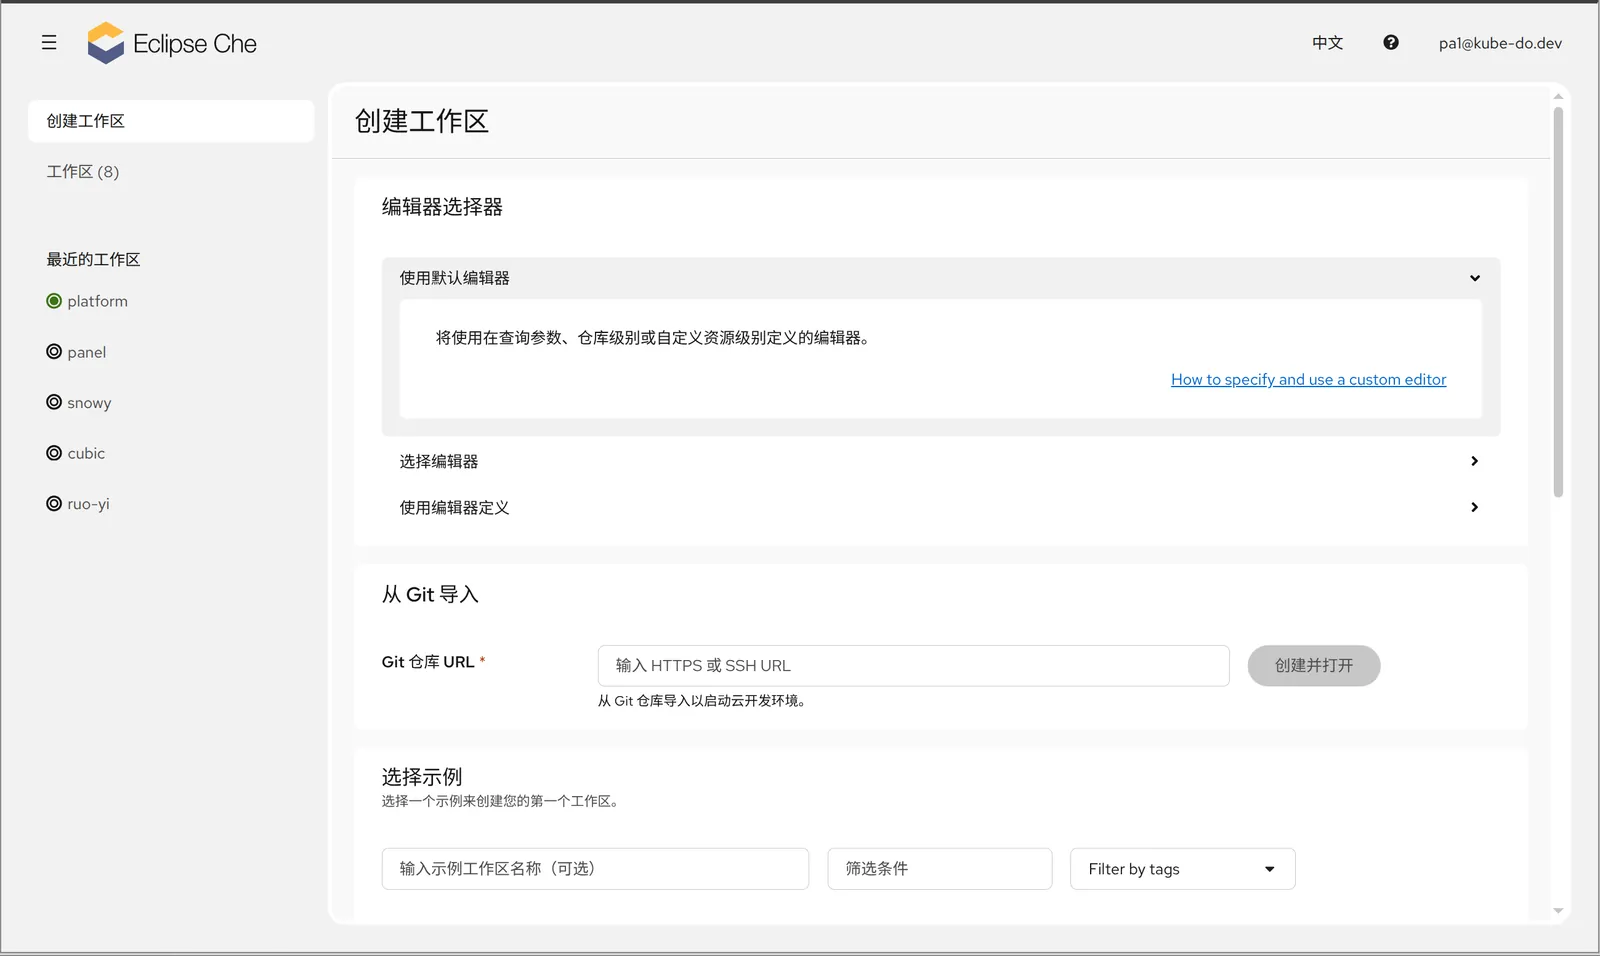 Eclipse Che
中文
pa1@kube-do.dev
创建工作区
工作区 (8)
最近的工作区
platform
panel
snowy
cubic
ruo-yi
创建工作区
编辑器选择器
使用默认编辑器
将使用在查询参数、仓库级别或自定义资源级别定义的编辑器。
How to specify and use a custom editor
选择编辑器
使用编辑器定义
从 Git 导入
Git 仓库 URL *
输入 HTTPS 或 SSH URL
创建并打开
从 Git 仓库导入以启动云开发环境。
选择示例
选择一个示例来创建您的第一个工作区。
输入示例工作区名称（可选）
筛选条件
Filter by tags